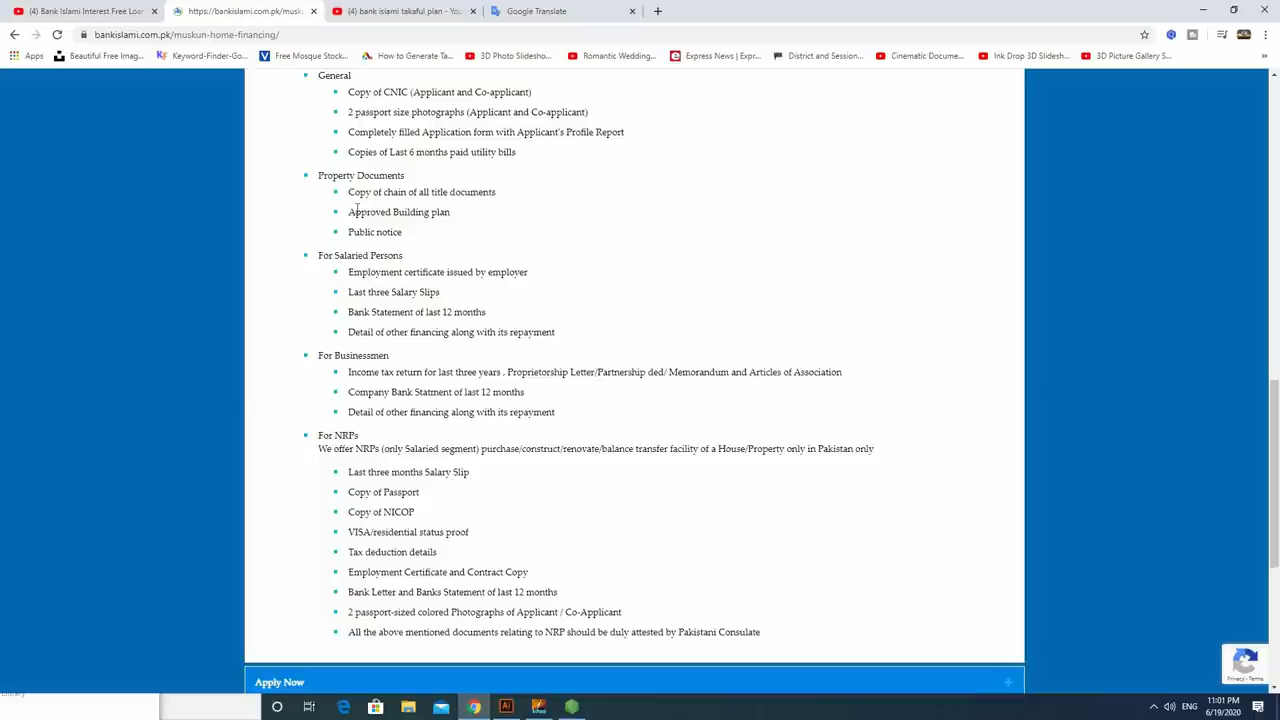 (4) Bank Islami Interest Free Loan
https://bankislami.com.pk/musk
(4) bank islami takaful plan - You
Google Translate
bankislami.com.pk/muskun-home-financing/
Apps
Beautiful Free Imag...
Keyword-Finder-Go...
Free Mosque Stock...
How to Generate Ta...
3D Photo Slidesho...
Romantic Wedding...
Express News | Expr...
District and Session...
Cinematic Docume...
Ink Drop 3D Slidesh...
3D Picture Gallery S...
General
Copy of CNIC (Applicant and Co-applicant)
2 passport size photographs (Applicant and Co-applicant)
Completely filled Application form with Applicant's Profile Report
Copies of Last 6 months paid utility bills
Property Documents
Copy of chain of all title documents
Approved Building plan
Public notice
For Salaried Persons
Employment certificate issued by employer
Last three Salary Slips
Bank Statement of last 12 months
Detail of other financing along with its repayment
For Businessmen
Income tax return for last three years , Proprietorship Letter/Partnership ded/ Memorandum and Articles of Association
Company Bank Statment of last 12 months
Detail of other financing along with its repayment
For NRPs
We offer NRPs (only Salaried segment) purchase/construct/renovate/balance transfer facility of a House/Property only in Pakistan only
Last three months Salary Slip
Copy of Passport
Copy of NICOP
VISA/residential status proof
Tax deduction details
Employment Certificate and Contract Copy
Bank Letter and Banks Statement of last 12 months
2 passport-sized colored Photographs of Applicant / Co-Applicant
All the above mentioned documents relating to NRP should be duly attested by Pakistani Consulate
Apply Now
Privacy - Terms
ENG
11:01 PM
6/19/2020